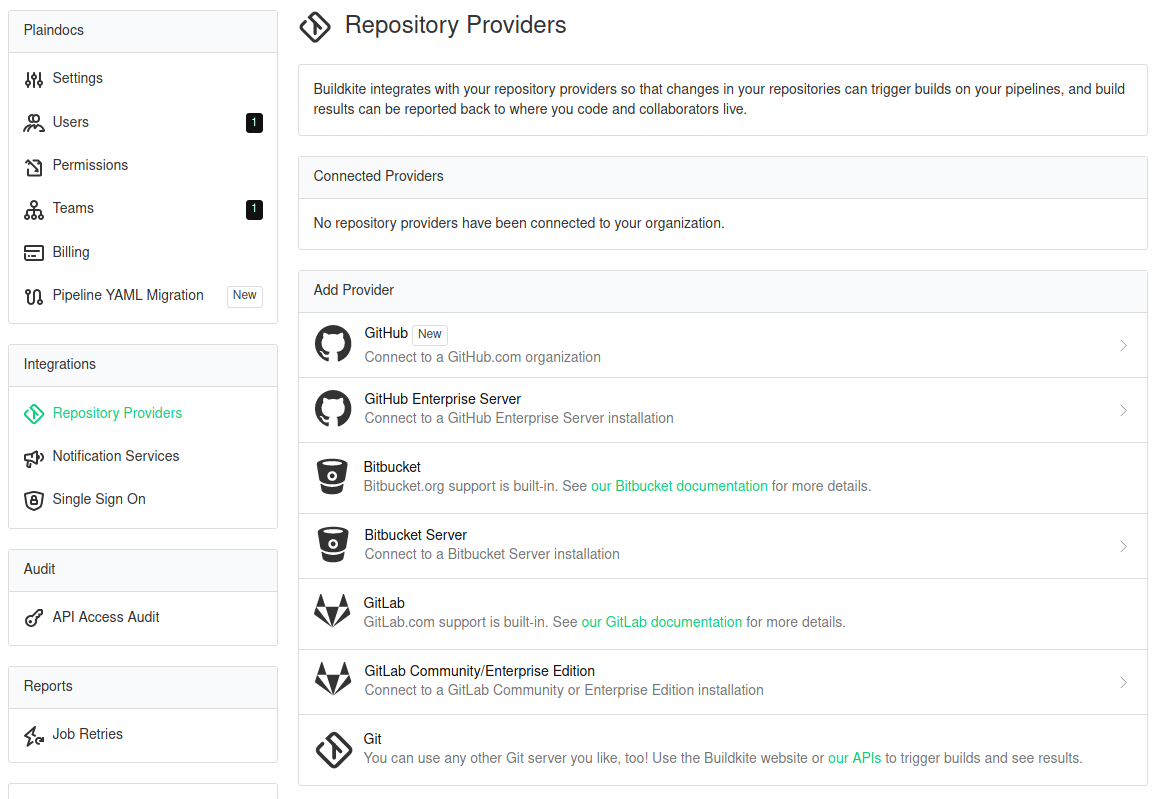 Plaindocs
Settings
Users 1
Permissions
Teams 1
Billing
Pipeline YAML Migration New
Integrations
Repository Providers
Notification Services
Single Sign On
Audit
API Access Audit
Reports
Job Retries
Repository Providers
Buildkite integrates with your repository providers so that changes in your repositories can trigger builds on your pipelines, and build
results can be reported back to where you code and collaborators live.
Connected Providers
No repository providers have been connected to your organization.
Add Provider
GitHub New
Connect to a GitHub.com organization
GitHub Enterprise Server
Connect to a GitHub Enterprise Server installation
Bitbucket
Bitbucket.org support is built-in. See our Bitbucket documentation for more details.
Bitbucket Server
Connect to a Bitbucket Server installation
GitLab
GitLab.com support is built-in. See our GitLab documentation for more details.
GitLab Community/Enterprise Edition
Connect to a GitLab Community or Enterprise Edition installation
Git
You can use any other Git server you like, too! Use the Buildkite website or our APIs to trigger builds and see results.